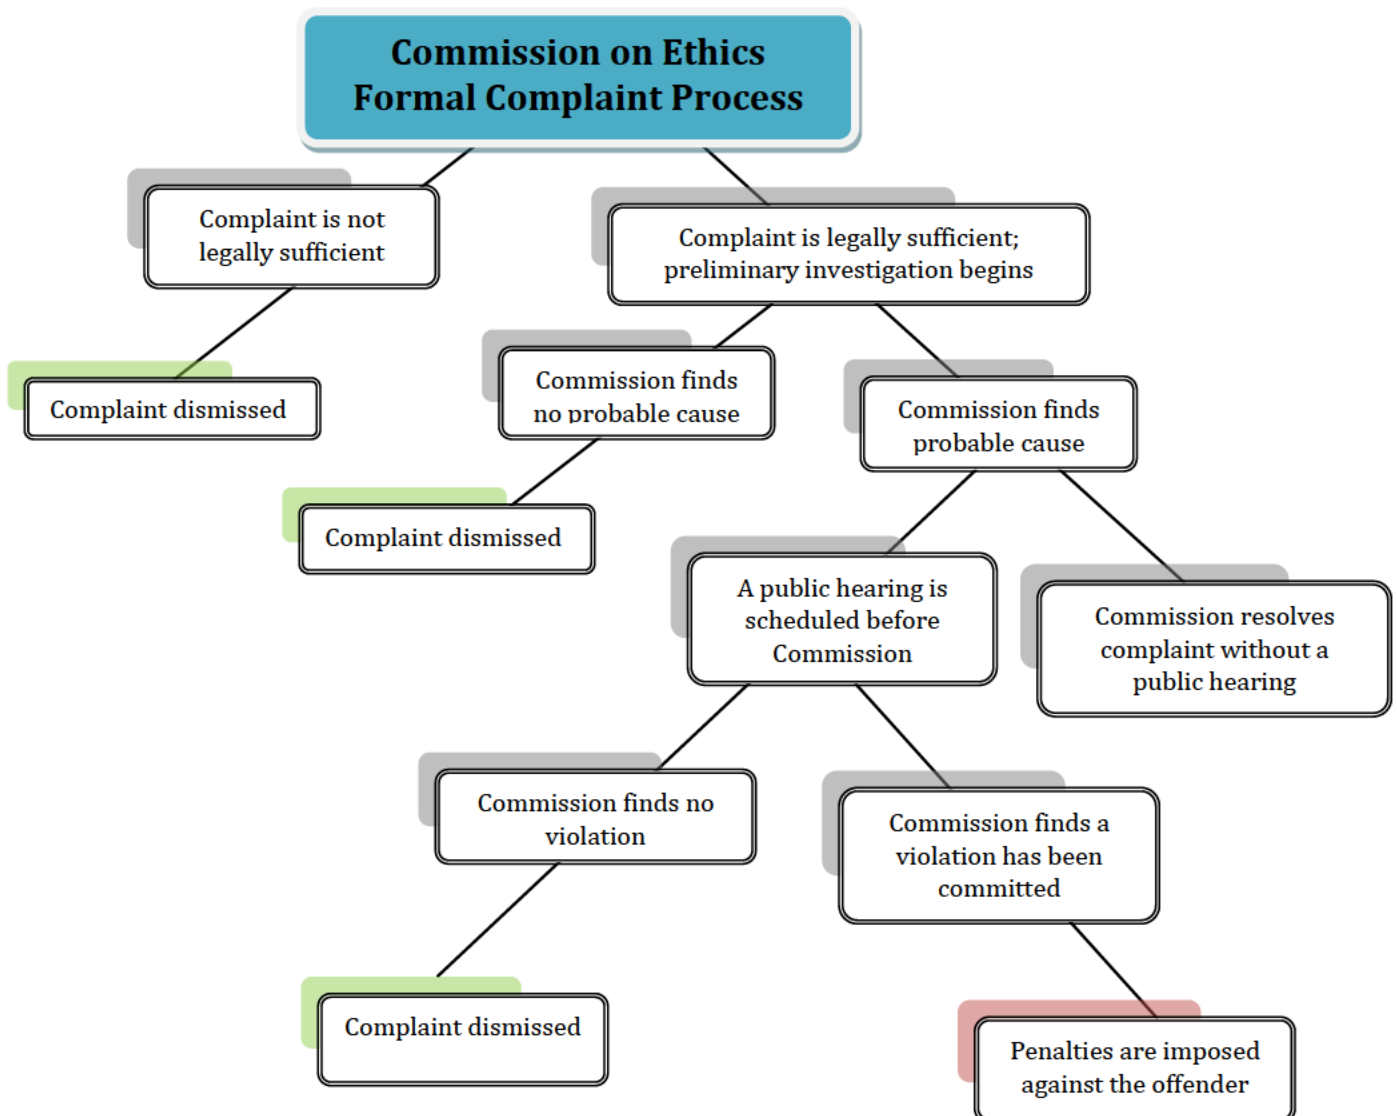 Commission on Ethics
Formal Complaint Process
Complaint is not
legally sufficient
Complaint is legally sufficient;
preliminary investigation begins
Complaint dismissed
Commission finds
no probable cause
Commission finds
probable cause
Complaint dismissed
A public hearing is
scheduled before
Commission
Commission resolves
complaint without a
public hearing
Commission finds no
violation
Commission finds a
violation has been
committed
Complaint dismissed
Penalties are imposed
against the offender